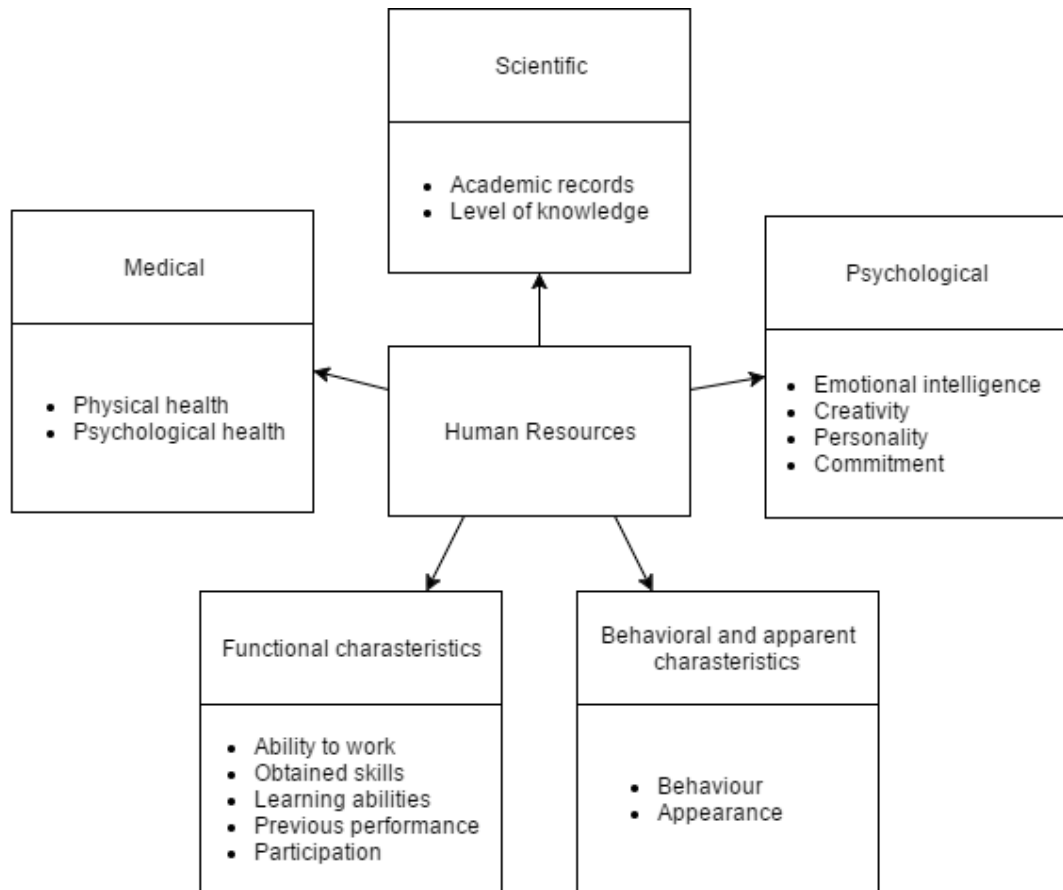 Scientific
• Academic records
• Level of knowledge
Medical
• Physical health
• Psychological health
Psychological
• Emotional intelligence
• Creativity
• Personality
• Commitment
Human Resources
Functional charasteristics
• Ability to work
• Obtained skills
• Learning abilities
• Previous performance
• Participation
Behavioral and apparent
charasteristics
• Behaviour
• Appearance